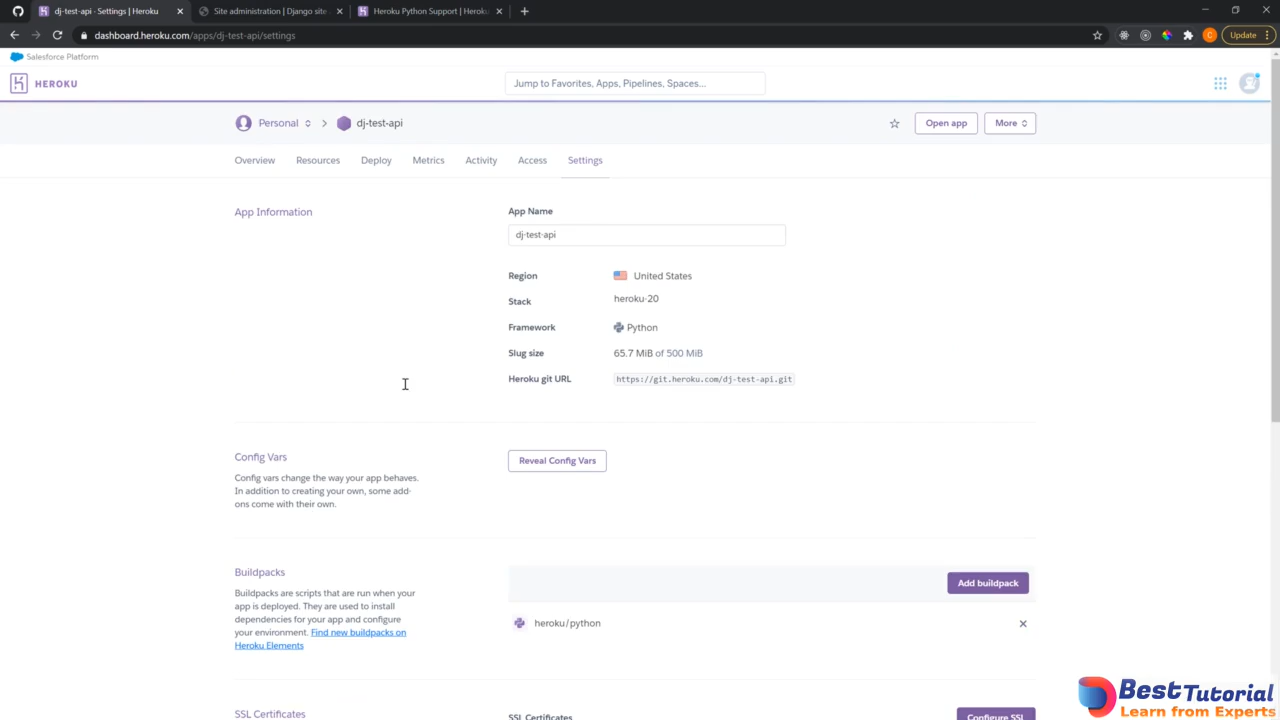 dj-test-api Settings | Heroku
Site administration | Django site
Heroku Python Support | Heroku
dashboard.heroku.com/apps/dj-test-api/settings
C
Update
Salesforce Platform
HEROKU
Jump to Favorites, Apps, Pipelines, Spaces...
Personal > dj-test-api
Open app
More
Overview Resources Deploy Metrics Activity Access Settings
App Information
App Name
dj-test-api
Region United States
Stack heroku-20
Framework Python
Slug size 65.7 MiB of 500 MiB
Heroku git URL https://git.heroku.com/dj-test-api.git
Config Vars
Config vars change the way your app behaves.
In addition to creating your own, some add-
ons come with their own.
Reveal Config Vars
Buildpacks
Buildpacks are scripts that are run when your
app is deployed. They are used to install
dependencies for your app and configure
your environment. Find new buildpacks on
Heroku Elements
Add buildpack
heroku/python
SSL Certificates
SSL Certificates
Configure SSL
BestTutorial
Learn from Experts